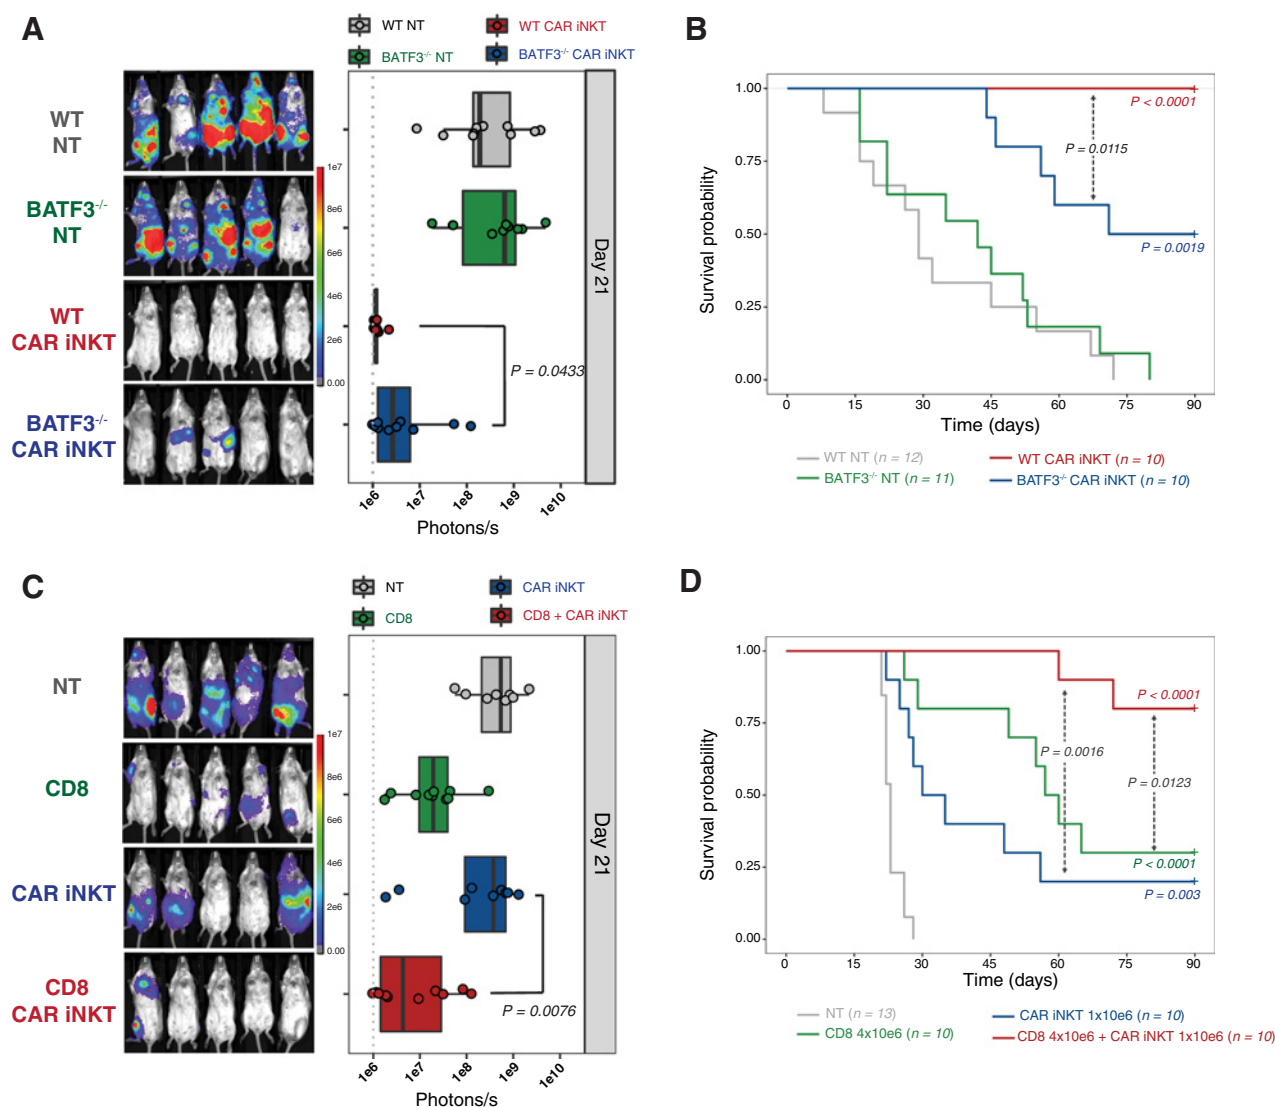 A
WT NT
WT CAR iNKT
BATF3-/- NT
BATF3-/- CAR iNKT
WT
NT
BATF3-/-
NT
WT
CAR iNKT
BATF3-/-
CAR iNKT
1e7
8e6
6e6
4e6
2e6
0.00
P = 0.0433
Day 21
1e6 1e7 1e8 1e9 1e10
Photons/s
B
Survival probability
1.00
0.75
0.50
0.25
0.00
P < 0.0001
P = 0.0115
P = 0.0019
0 15 30 45 60 75 90
Time (days)
WT NT (n = 12)
WT CAR iNKT (n = 10)
BATF3-/- NT (n = 11)
BATF3-/- CAR iNKT (n = 10)
C
NT
CAR iNKT
CD8
CD8 + CAR iNKT
NT
CD8
CAR iNKT
CD8
CAR iNKT
1e7
8e6
6e6
4e6
2e6
0.00
P = 0.0076
Day 21
1e6 1e7 1e8 1e9 1e10
Photons/s
D
Survival probability
1.00
0.75
0.50
0.25
0.00
P < 0.0001
P = 0.0016
P = 0.0123
P < 0.0001
P = 0.003
0 15 30 45 60 75 90
Time (days)
NT (n = 13)
CAR iNKT 1x10e6 (n = 10)
CD8 4x10e6 (n = 10)
CD8 4x10e6 + CAR iNKT 1x10e6 (n = 10)